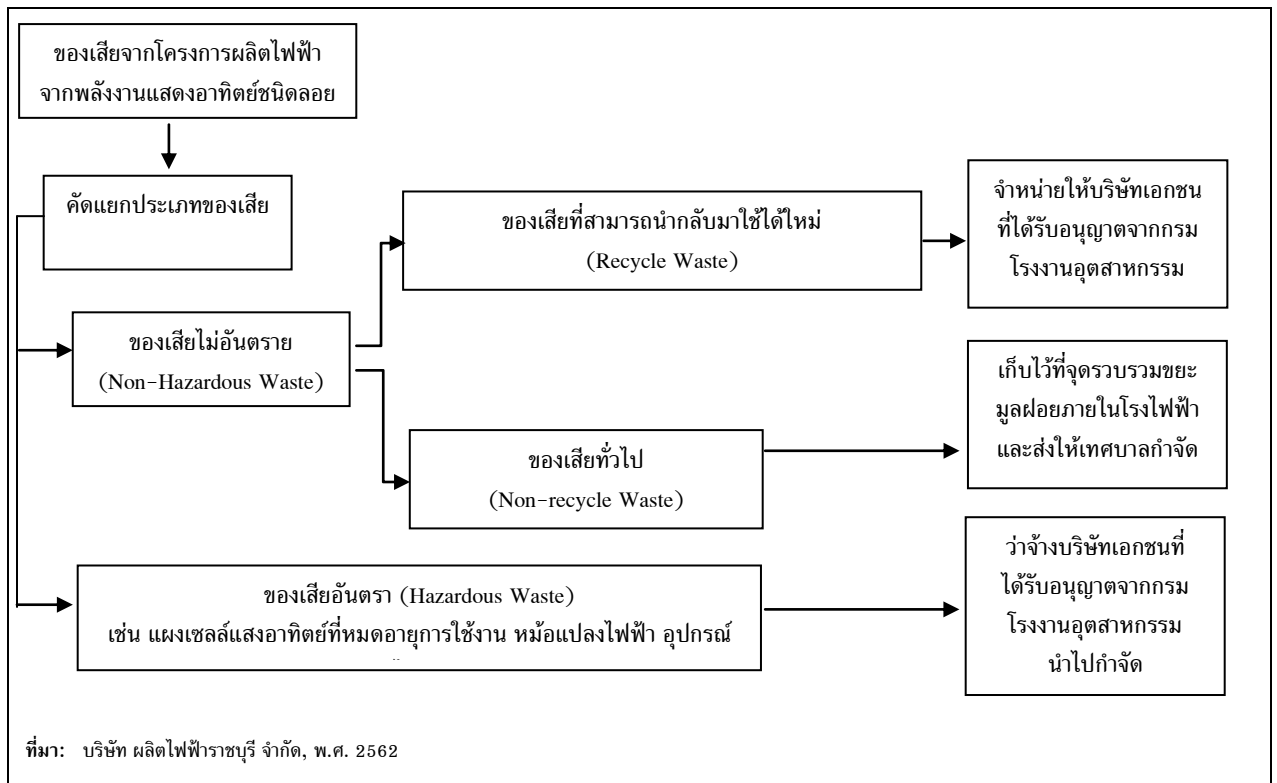 ของเสียจากโครงการผลิตไฟฟ้า
จากพลังงานแสดงอาทิตย์ชนิดลอย
คัดแยกประเภทของเสีย
ของเสียที่สามารถนำกลับมาใช้ได้ใหม่
(Recycle Waste)
จำหน่ายให้บริษัทเอกชน
ที่ได้รับอนุญาตจากกรม
โรงงานอุตสาหกรรม
ของเสียไม่อันตราย
(Non-Hazardous Waste)
เก็บไว้ที่จุดรวบรวมขยะ
มูลฝอยภายในโรงไฟฟ้า
และส่งให้เทศบาลกำจัด
ของเสียทั่วไป
(Non-recycle Waste)
ของเสียอันตรา (Hazardous Waste)
เช่น แผงเซลล์แสงอาทิตย์ที่หมดอายุการใช้งาน หม้อแปลงไฟฟ้า อุปกรณ์
ว่าจ้างบริษัทเอกชนที่
ได้รับอนุญาตจากกรม
โรงงานอุตสาหกรรม
นำไปกำจัด
ที่มา: บริษัท ผลิตไฟฟ้าราชบุรี จำกัด, พ.ศ. 2562